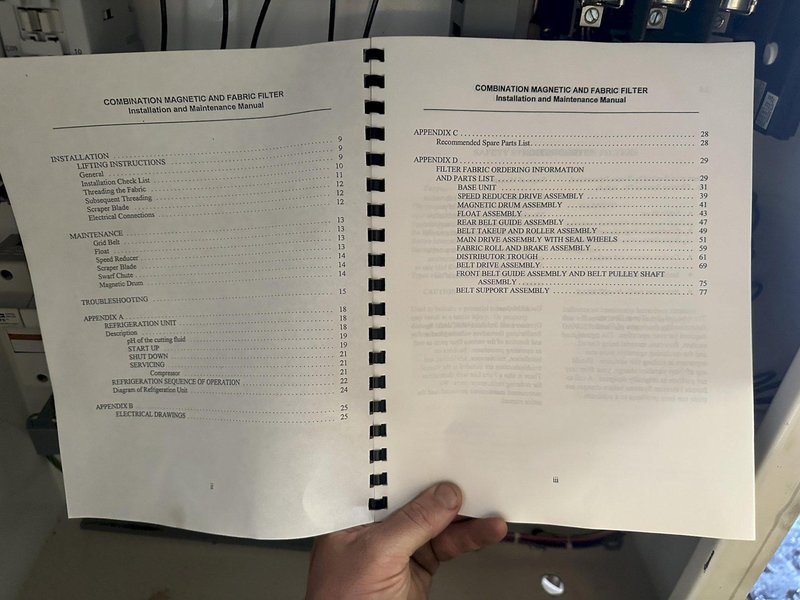 COMBINATION MAGNETIC AND FABRIC FILTER
Installation and Maintenance Manual
INSTALLATION . . . . . . . . . . 9
LIFTING INSTRUCTIONS . . . . . . . . . . 9
General . . . . . . . . . . 9
Installation Check List . . . . . . . . . . 10
Threading the Fabric . . . . . . . . . . 11
Subsequent Threading . . . . . . . . . . 12
Scraper Blade . . . . . . . . . . 12
Electrical Connections . . . . . . . . . . 12
MAINTENANCE . . . . . . . . . . 13
Grid Belt . . . . . . . . . . 13
Float . . . . . . . . . . 13
Speed Reducer . . . . . . . . . . 13
Scraper Blade . . . . . . . . . . 14
Swarf Chute . . . . . . . . . . 14
Magnetic Drum . . . . . . . . . . 14
TROUBLESHOOTING . . . . . . . . . . 15
APPENDIX A . . . . . . . . . . 18
REFRIGERATION UNIT . . . . . . . . . . 18
Description . . . . . . . . . . 18
pH of the cutting fluid . . . . . . . . . . 19
START UP . . . . . . . . . . 19
SHUT DOWN . . . . . . . . . . 21
SERVICING . . . . . . . . . . 21
Compressor . . . . . . . . . . 21
REFRIGERATION SEQUENCE OF OPERATION . . . . . . . . . . 22
Diagram of Refrigeration Unit . . . . . . . . . . 24
APPENDIX B . . . . . . . . . . 25
ELECTRICAL DRAWINGS . . . . . . . . . . 25
ii
COMBINATION MAGNETIC AND FABRIC FILTER
Installation and Maintenance Manual
APPENDIX C . . . . . . . . . . 28
Recommended Spare Parts List . . . . . . . . . . 28
APPENDIX D . . . . . . . . . . 29
FILTER FABRIC ORDERING INFORMATION
AND PARTS LIST . . . . . . . . . . 29
BASE UNIT . . . . . . . . . . 31
SPEED REDUCER DRIVE ASSEMBLY . . . . . . . . . . 39
MAGNETIC DRUM ASSEMBLY . . . . . . . . . . 41
FLOAT ASSEMBLY . . . . . . . . . . 43
REAR BELT GUIDE ASSEMBLY . . . . . . . . . . 47
BELT TAKEUP AND ROLLER ASSEMBLY . . . . . . . . . . 49
MAIN DRIVE ASSEMBLY WITH SEAL WHEELS . . . . . . . . . . 51
FABRIC ROLL AND BRAKE ASSEMBLY . . . . . . . . . . 59
DISTRIBUTOR TROUGH . . . . . . . . . . 61
BELT DRIVE ASSEMBLY . . . . . . . . . . 69
FRONT BELT GUIDE ASSEMBLY AND BELT PULLEY SHAFT
ASSEMBLY . . . . . . . . . . 75
BELT SUPPORT ASSEMBLY . . . . . . . . . . 77
iii